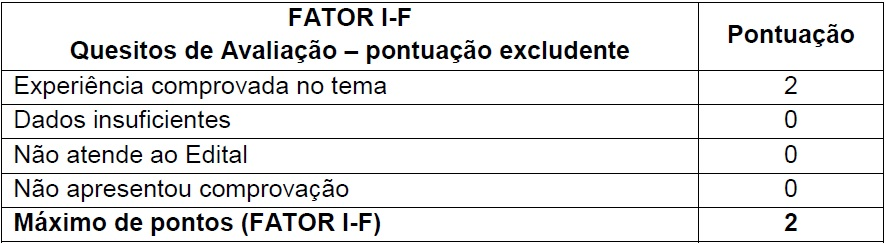 FATOR I-F
Quesitos de Avaliação – pontuação excludente
Pontuação
Experiência comprovada no tema 2
Dados insuficientes 0
Não atende ao Edital 0
Não apresentou comprovação 0
Máximo de pontos (FATOR I-F) 2